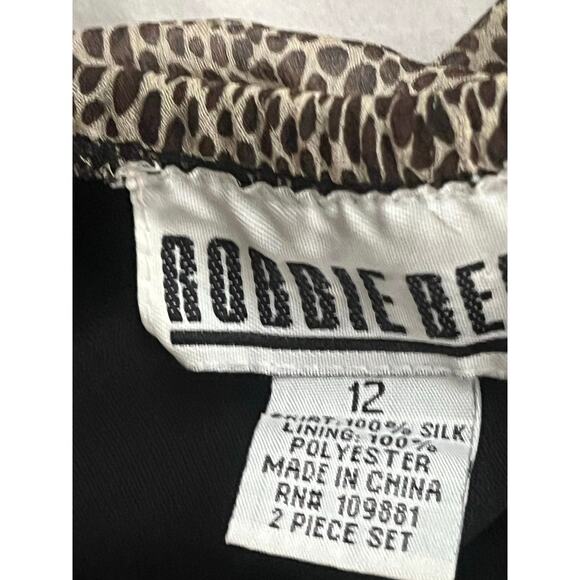 ROBBIE BE
12
SKIRT: 100% SILK
LINING: 100%
POLYESTER
MADE IN CHINA
RN# 109881
2 PIECE SET